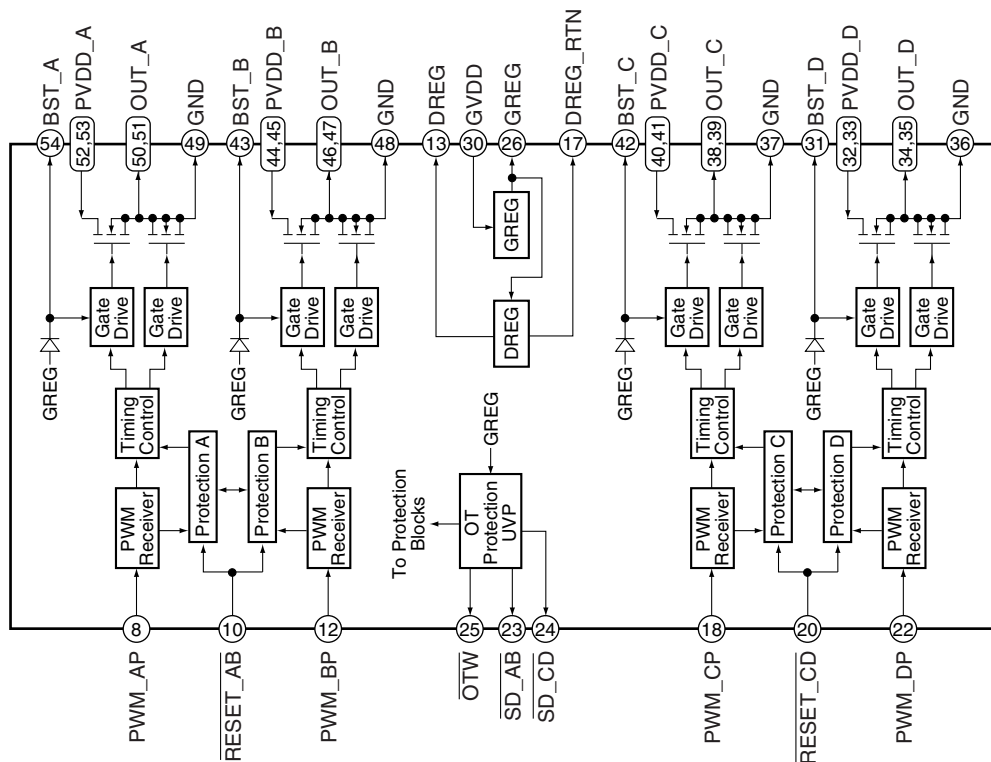 BST_A
PVDD_A
OUT_A
GND
BST_B
PVDD_B
OUT_B
GND
DREG
GVDD
GREG
DREG_RTN
BST_C
PVDD_C
OUT_C
GND
BST_D
PVDD_D
OUT_D
GND
54
52,53
50,51
49
43
44,45
46,47
48
13
30
26
17
42
40,41
38,39
37
31
32,33
34,35
36
GREG
Gate
Drive
Gate
Drive
Gate
Drive
Gate
Drive
DREG
Gate
Drive
Gate
Drive
Gate
Drive
Gate
Drive
GREG
GREG
GREG
GREG
Timing
Control
Timing
Control
Timing
Control
Timing
Control
GREG
Protection A
Protection B
Protection C
Protection D
PWM
Receiver
PWM
Receiver
To Protection
Blocks
OT
Protection
UVP
PWM
Receiver
PWM
Receiver
8
10
12
25
23
24
18
20
22
PWM_AP
RESET_AB
PWM_BP
OTW
SD_AB
SD_CD
PWM_CP
RESET_CD
PWM_DP